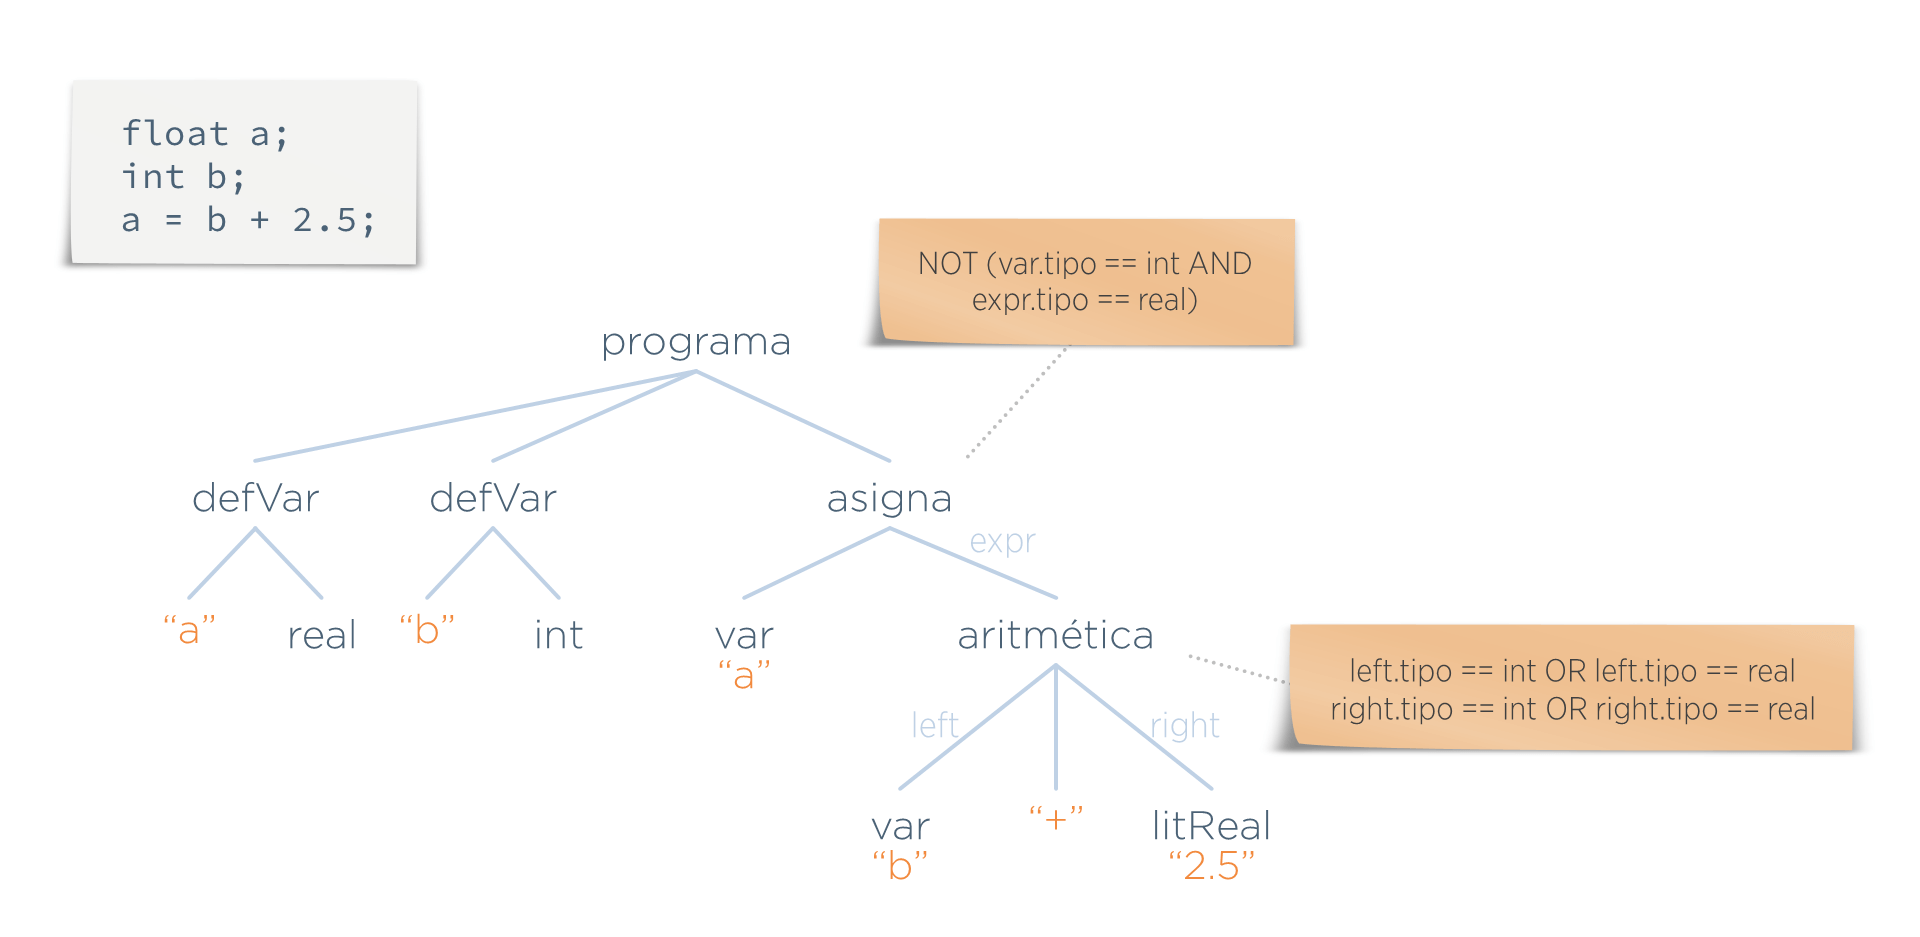 float a;
int b;
a = b + 2.5;
NOT (var.tipo == int AND
expr.tipo == real)
programa
defVar
defVar
asigna
expr
“a”
real
“b”
int
var
“a”
aritmética
left.tipo == int OR left.tipo == real
right.tipo == int OR right.tipo == real
left
right
var
“b”
“+”
litReal
“2.5”